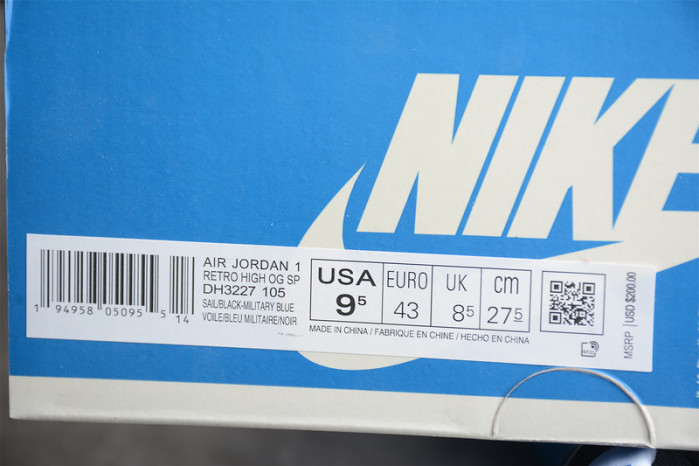 NIKE
AIR JORDAN 1
RETRO HIGH OG SP
DH3227 105
SAIL/BLACK-MILITARY BLUE
VOILE/BLEU MILITAIRE/NOIR
1 94958 05095 5 14
USA
9⁵
EURO
43
UK
8⁵
cm
27⁵
MADE IN CHINA / FABRIQUE EN CHINE / HECHO EN CHINA
MSRP USD $200.00